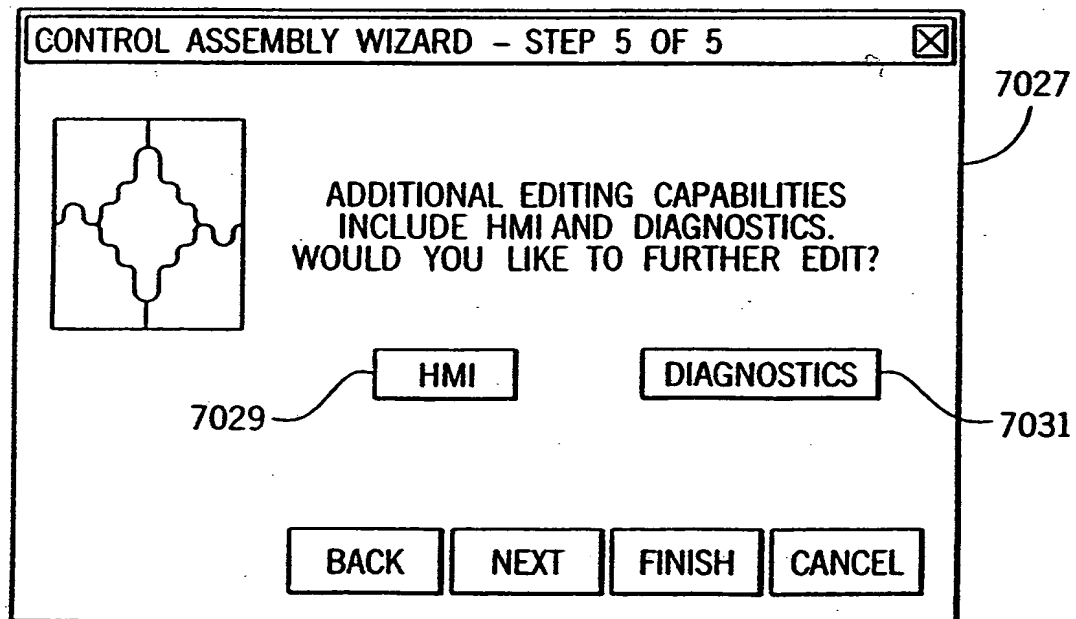 CONTROL ASSEMBLY WIZARD – STEP 5 OF 5
7027
ADDITIONAL EDITING CAPABILITIES
INCLUDE HMI AND DIAGNOSTICS.
WOULD YOU LIKE TO FURTHER EDIT?
HMI
DIAGNOSTICS
7029
7031
BACK
NEXT
FINISH
CANCEL